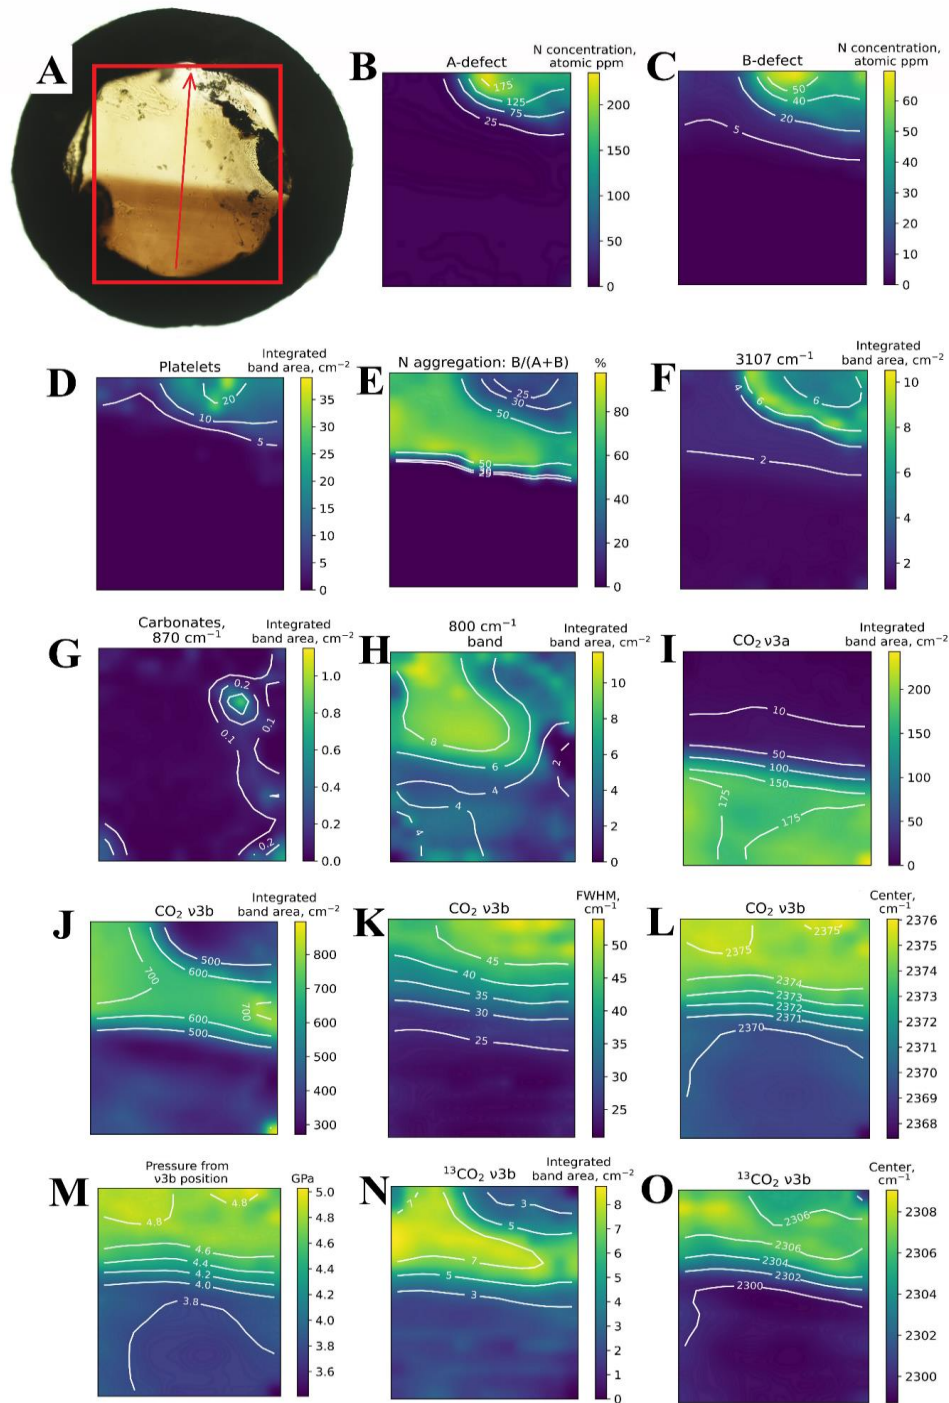 A
B
A-defect
N concentration,
atomic ppm
175
125
75
25
200
150
100
50
0
C
B-defect
N concentration,
atomic ppm
50
40
20
5
60
50
40
30
20
10
0
D
Platelets
Integrated
band area, cm⁻²
20
10
5
35
30
25
20
15
10
5
0
E
N aggregation: B/(A+B)
%
25
30
50
50
80
60
40
20
0
F
3107 cm⁻¹
Integrated
band area, cm⁻²
4
6
6
2
10
8
6
4
2
G
Carbonates,
870 cm⁻¹
Integrated
band area, cm⁻²
0.2
0.1
0.1
0.2
1.0
0.8
0.6
0.4
0.2
0.0
H
800 cm⁻¹
band
Integrated
band area, cm⁻²
8
6
4
4
4
2
10
8
6
4
2
0
I
CO₂ ν3a
Integrated
band area, cm⁻²
10
50
100
150
175
175
200
150
100
50
0
J
CO₂ ν3b
Integrated
band area, cm⁻²
500
600
700
700
600
500
800
700
600
500
400
300
K
CO₂ ν3b
FWHM,
cm⁻¹
45
40
35
30
25
50
45
40
35
30
25
L
CO₂ ν3b
Center,
cm⁻¹
2375
2375
2374
2373
2372
2371
2370
2376
2375
2374
2373
2372
2371
2370
2369
2368
M
Pressure from
ν3b position
GPa
4.8
4.8
4.6
4.4
4.2
4.0
3.8
5.0
4.8
4.6
4.4
4.2
4.0
3.8
3.6
N
¹³CO₂ ν3b
Integrated
band area, cm⁻²
7
3
5
7
5
3
8
7
6
5
4
3
2
1
0
O
¹³CO₂ ν3b
Center,
cm⁻¹
2306
2306
2304
2302
2300
2308
2306
2304
2302
2300